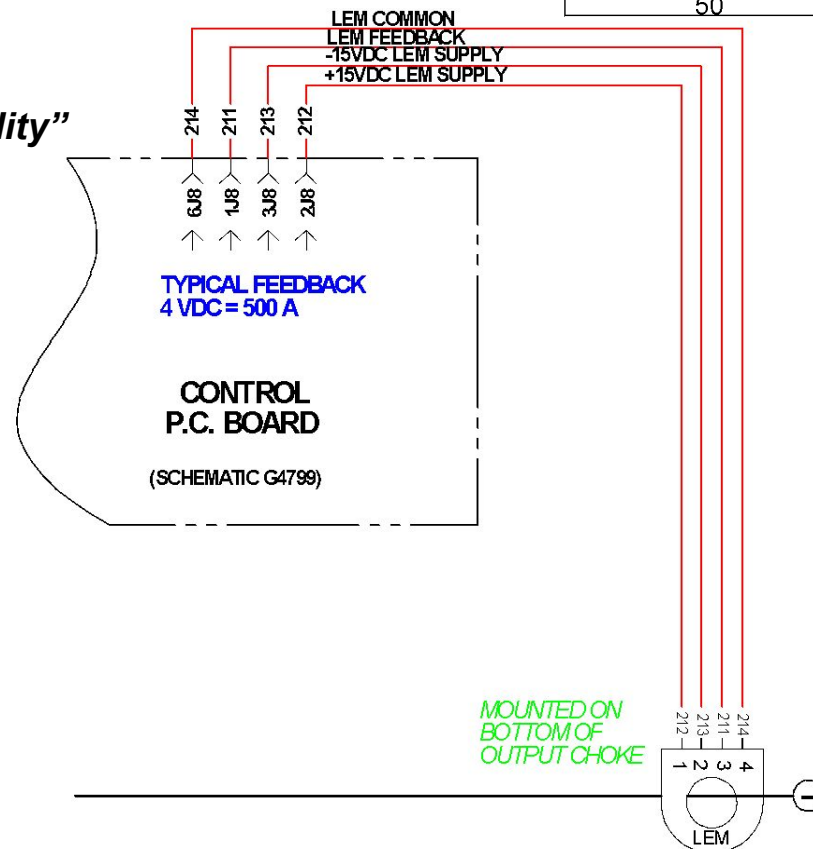 50
LEM COMMON
LEM FEEDBACK
-15VDC LEM SUPPLY
+15VDC LEM SUPPLY
lity”
214 211 213 212
6J8 1J8 3J8 2J8
TYPICAL FEEDBACK
4 VDC = 500 A
CONTROL
P.C. BOARD
(SCHEMATIC G4799)
MOUNTED ON
BOTTOM OF
OUTPUT CHOKE
212 213 211 214
1 2 3 4
LEM